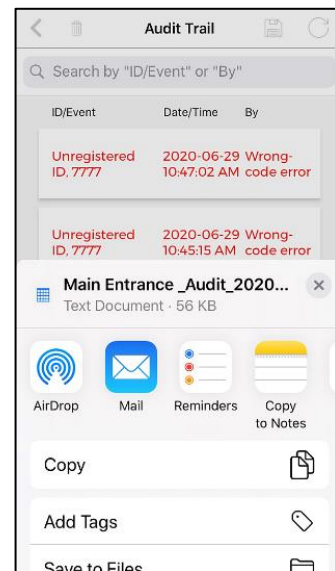 Audit Trail
Search by "ID/Event" or "By"
ID/Event Date/Time By
Unregistered 2020-06-29 Wrong-
ID, 7777 10:47:02 AM code error
Unregistered 2020-06-29 Wrong-
ID, 7777 10:45:15 AM code error
Main Entrance _Audit_2020...
Text Document · 56 KB
AirDrop Mail Reminders Copy
to Notes
Copy
Add Tags
Save to Files